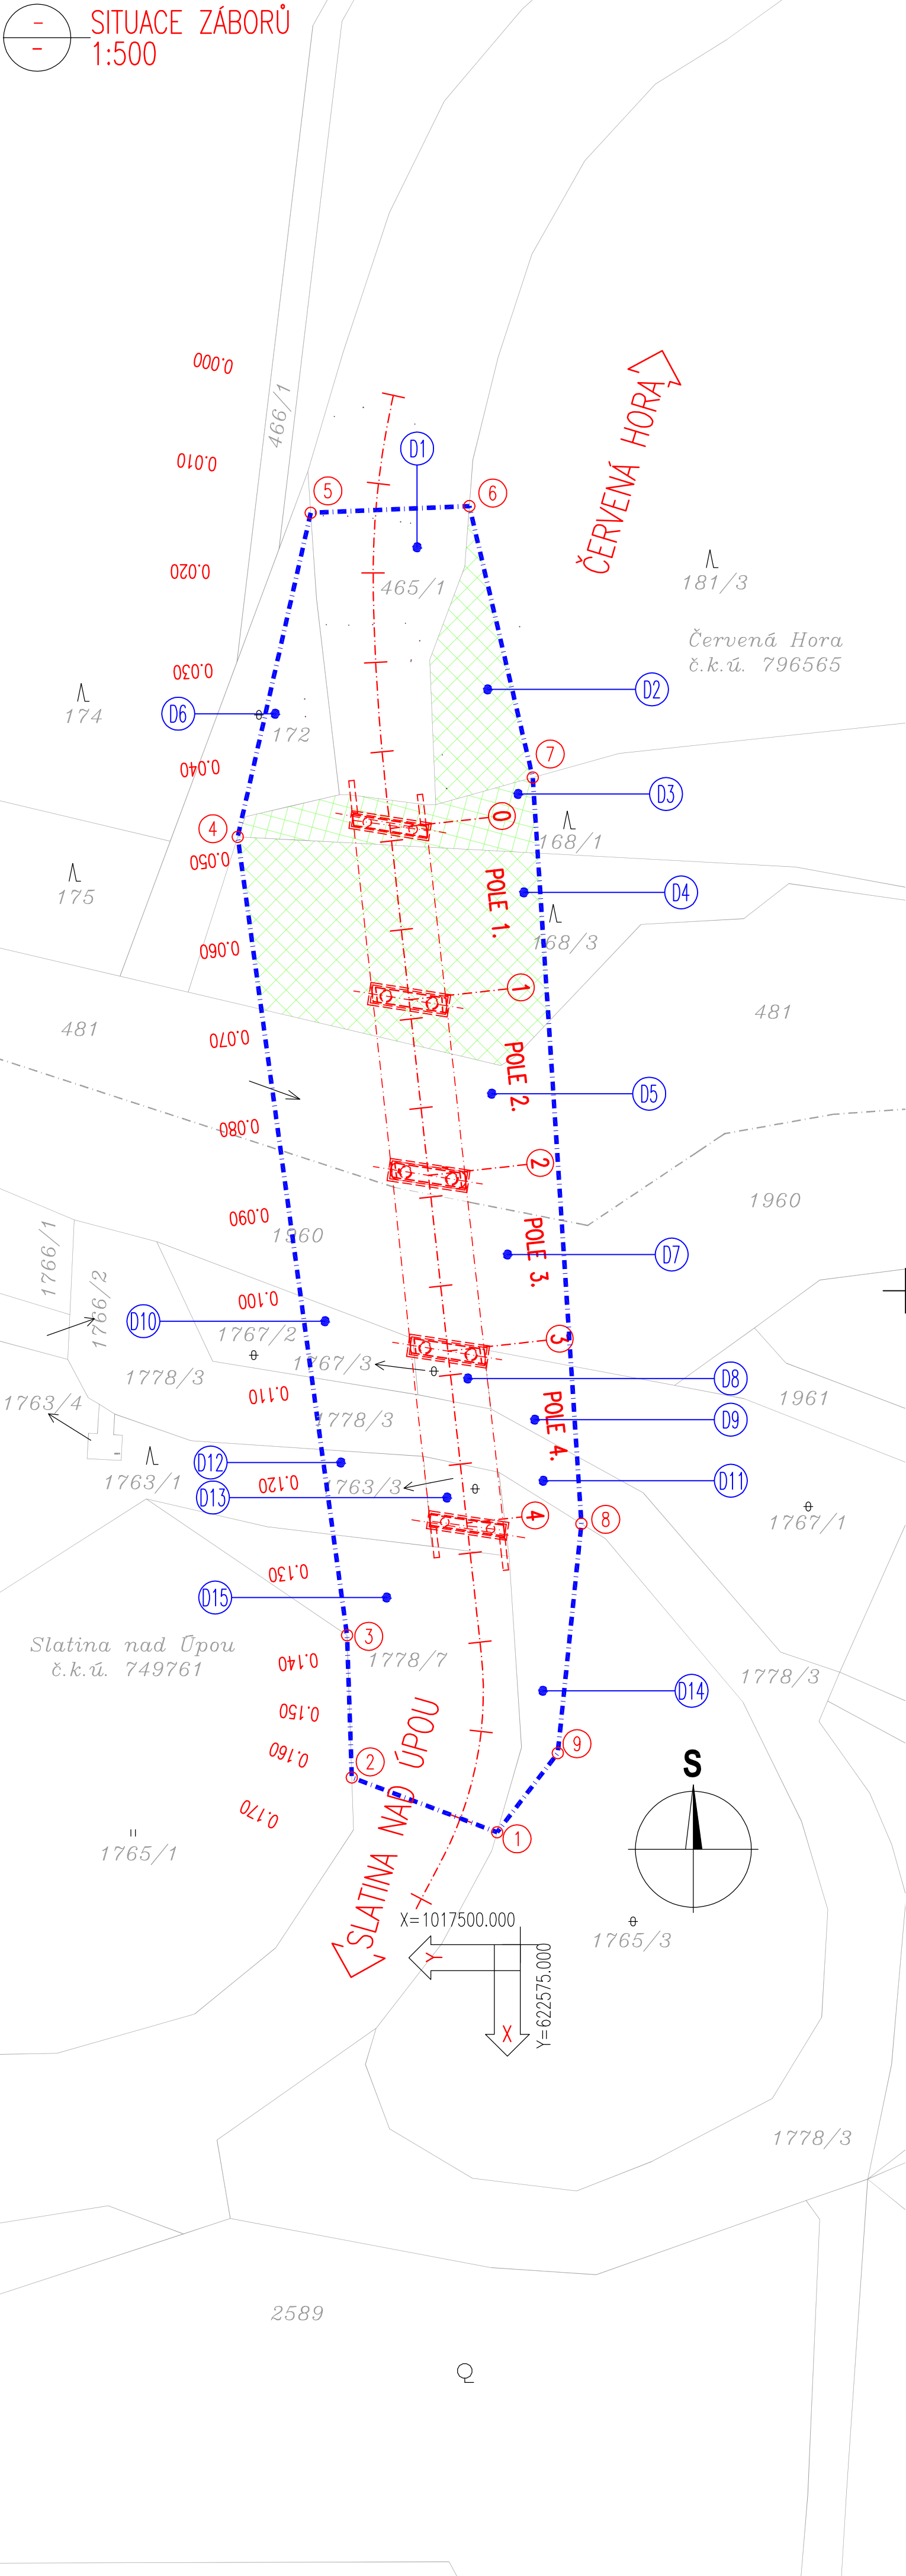 SITUACE ZÁBORŮ
1:500
0.000
466/1
0.010
D1
5
6
ČERVENÁ HORA
0.020
465/1
181/3
Červená Hora
č.k.ú. 796565
0.030
D2
174
D6
172
7
0.040
D3
0
4
168/1
0.050
175
POLE 1.
D4
168/3
0.060
1
481
481
0.070
POLE 2.
D5
0.080
2
1960
0.090
1960
1766/1
POLE 3.
D7
1766/2
0.100
D10
1767/2
3
1767/3
1778/3
D8
0.110
1763/4
1778/3
POLE 4.
D9
1961
D12
1763/1
0.120
1763/3
D11
D13
4
8
1767/1
0.130
D15
Slatina nad Úpou
č.k.ú. 749761
3
0.140
1778/7
1778/3
D14
0.150
SLATINA NAD ÚPOU
0.160
2
9
S
0.170
1
1765/1
X=1017500.000
1765/3
Y
Y=622575.000
X
1778/3
2589